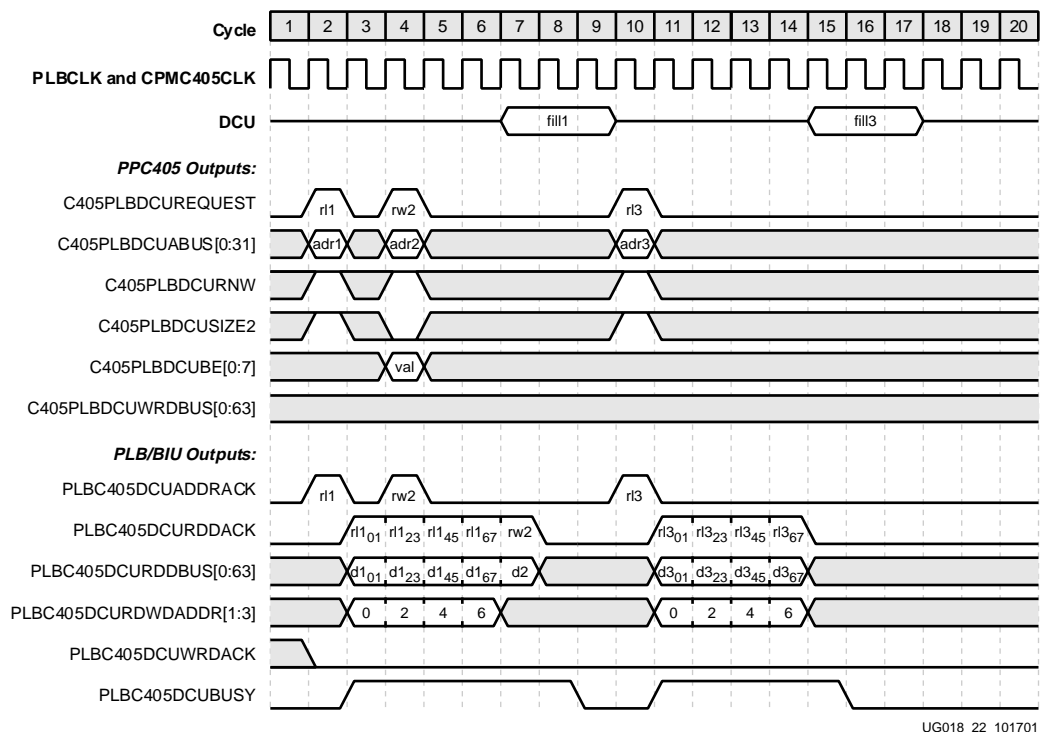 Cycle 1 2 3 4 5 6 7 8 9 10 11 12 13 14 15 16 17 18 19 20
PLBCLK and CPMC405CLK
DCU fill1 fill3
PPC405 Outputs:
C405PLBDCUREQUEST rl1 rw2 rl3
C405PLBDCUABUS[0:31] adr1 adr2 adr3
C405PLBDCURNW
C405PLBDCUSIZE2
C405PLBDCUBE[0:7] val
C405PLBDCUWRDBUS[0:63]
PLB/BIU Outputs:
PLBC405DCUADDRACK rl1 rw2 rl3
PLBC405DCURDDACK rl101 rl123 rl145 rl167 rw2 rl301 rl323 rl345 rl367
PLBC405DCURDDBUS[0:63] d101 d123 d145 d167 d2 d301 d323 d345 d367
PLBC405DCURDWDADDR[1:3] 0 2 4 6 0 2 4 6
PLBC405DCUWRDACK
PLBC405DCUBUSY
UG018_22_101701